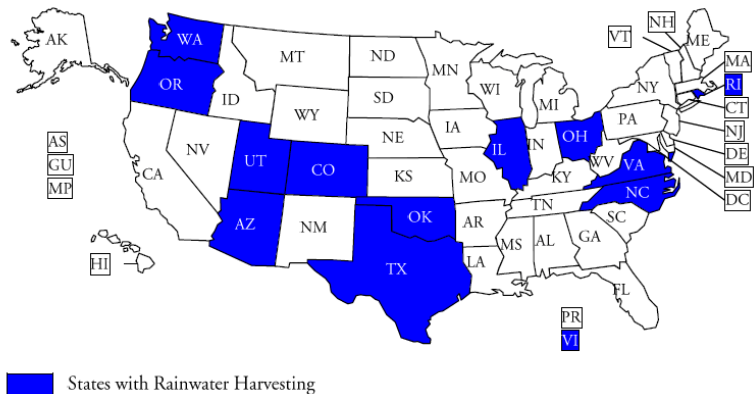 AK
WA
MT
ND
MN
VT
NH
ME
OR
ID
WY
SD
WI
MI
NY
MA
RI
CT
NJ
DE
MD
DC
NV
UT
CO
NE
IA
IL
IN
OH
PA
WV
VA
AS
GU
MP
CA
AZ
NM
KS
MO
KY
NC
TN
OK
AR
SC
HI
TX
LA
MS
AL
GA
FL
PR
VI
States with Rainwater Harvesting